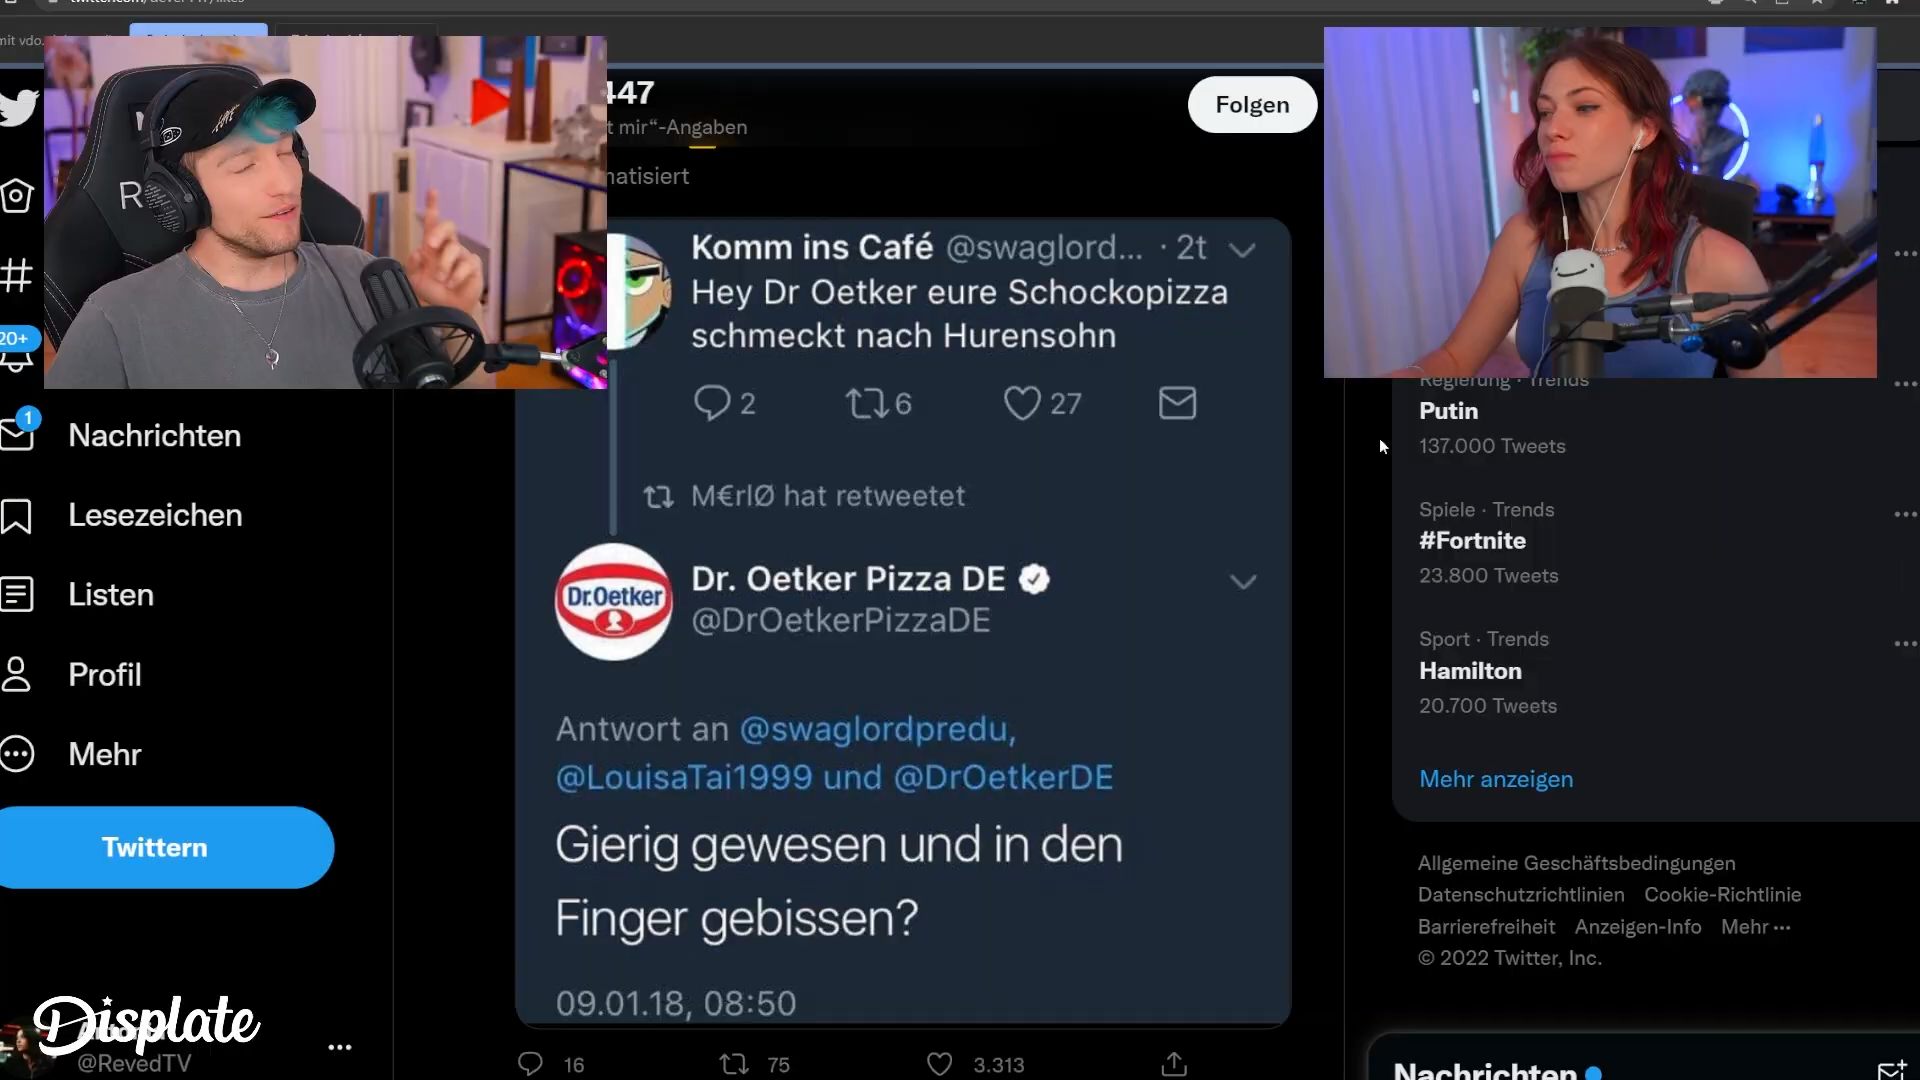 447
t mir“-Angaben
Folgen
matisiert
Komm ins Café @swaglord... · 2t
Hey Dr Oetker eure Schockopizza
schmeckt nach Hurensohn
2
6
27
M€rlØ hat retweetet
Dr.Oetker
Dr. Oetker Pizza DE
@DrOetkerPizzaDE
Antwort an @swaglordpredu,
@LouisaTai1999 und @DrOetkerDE
Gierig gewesen und in den
Finger gebissen?
09.01.18, 08:50
16
75
3.313
20+
1
Nachrichten
Lesezeichen
Listen
Profil
Mehr
Twittern
Displate
@RevedTV
Regierung · Trends
Putin
137.000 Tweets
Spiele · Trends
#Fortnite
23.800 Tweets
Sport · Trends
Hamilton
20.700 Tweets
Mehr anzeigen
Allgemeine Geschäftsbedingungen
Datenschutzrichtlinien Cookie-Richtlinie
Barrierefreiheit Anzeigen-Info Mehr ···
© 2022 Twitter, Inc.
Nachrichten